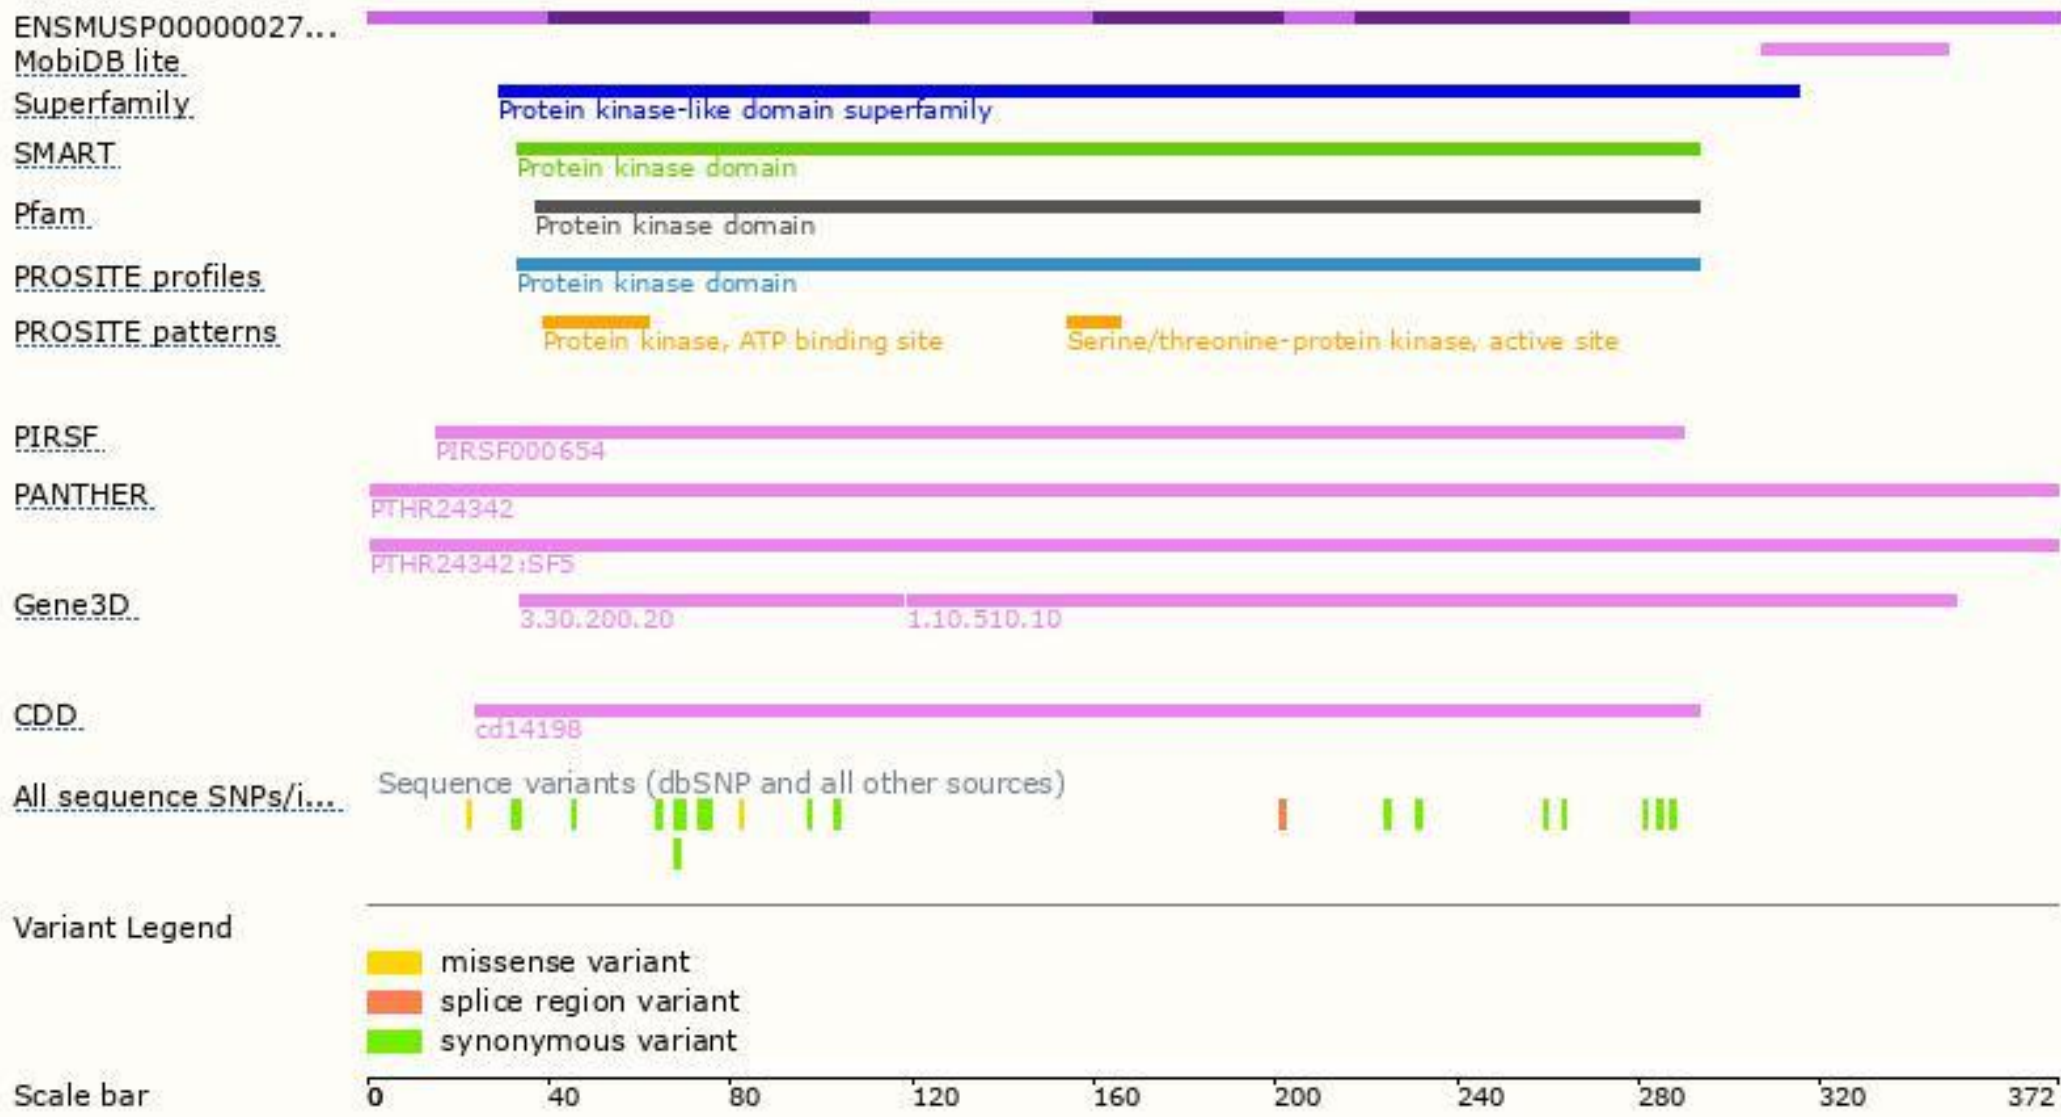 ENSMUSP00000027...
MobiDB lite
Superfamily
Protein kinase-like domain superfamily
SMART
Protein kinase domain
Pfam
Protein kinase domain
PROSITE profiles
Protein kinase domain
PROSITE patterns
Protein kinase, ATP binding site
Serine/threonine-protein kinase, active site
PIRSF
PIRSF000654
PANTHER
PTHR24342
PTHR24342:SF5
Gene3D
3.30.200.20 1.10.510.10
CDD
cd14198
All sequence SNPs/i...
Sequence variants (dbSNP and all other sources)
Variant Legend
missense variant
splice region variant
synonymous variant
Scale bar 0 40 80 120 160 200 240 280 320 372